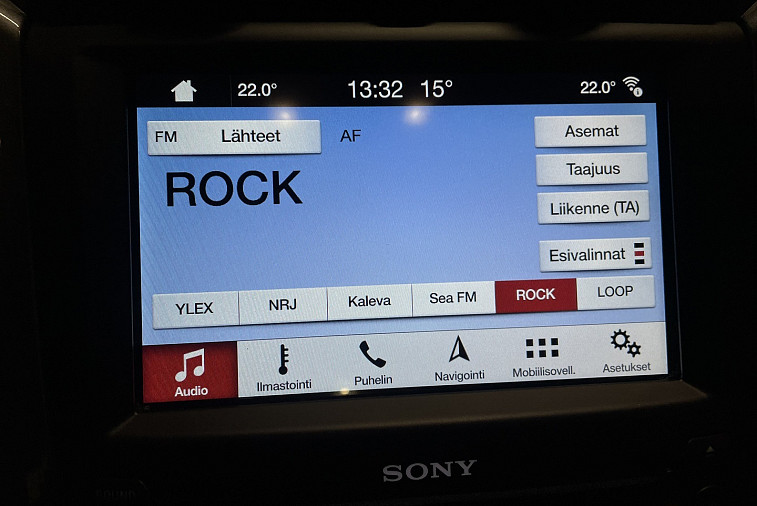 22.0° 13:32 15° 22.0°
FM Lähteet AF Asemat
ROCK Taajuus
Liikenne (TA)
Esivalinnat
YLEX NRJ Kaleva Sea FM ROCK LOOP
Audio Ilmastointi Puhelin Navigointi Mobiilisovell. Asetukset
SONY